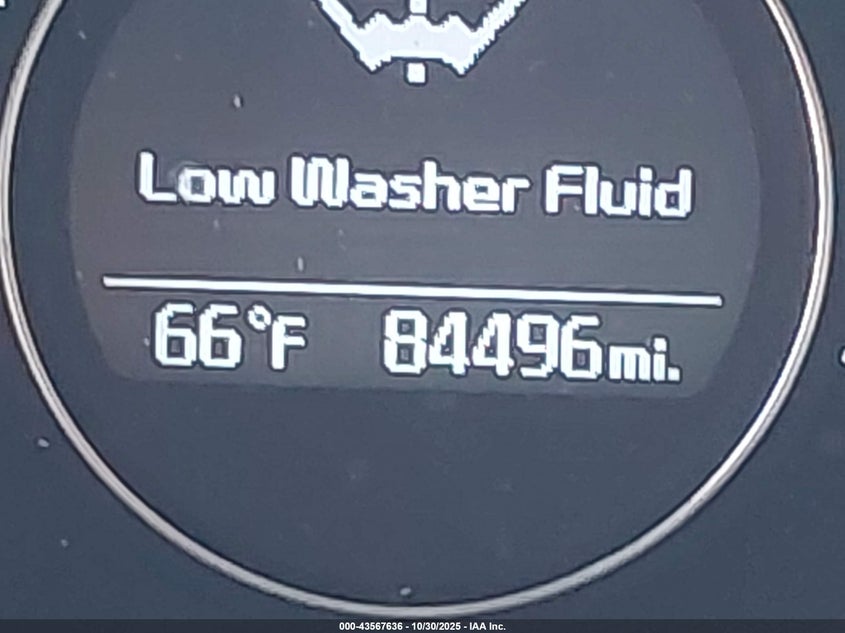 Low Washer Fluid
66°F 84496mi.
000-43567636 - 10/30/2025 - IAA Inc.